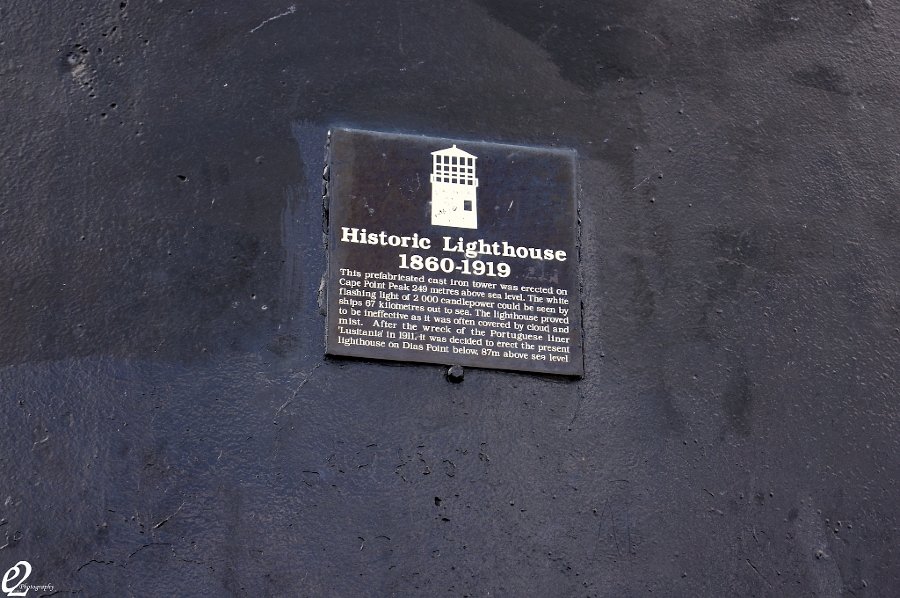 Historic Lighthouse
1860-1919
This prefabricated cast iron tower was erected on
Cape Point Peak 249 metres above sea level. The white
flashing light of 2 000 candlepower could be seen by
ships 67 kilometres out to sea. The lighthouse proved
to be ineffective as it was often covered by cloud and
mist. After the wreck of the Portuguese liner
'Lusitania' in 1911, it was decided to erect the present
lighthouse on Dias Point below, 87m above sea level
e2 Photography